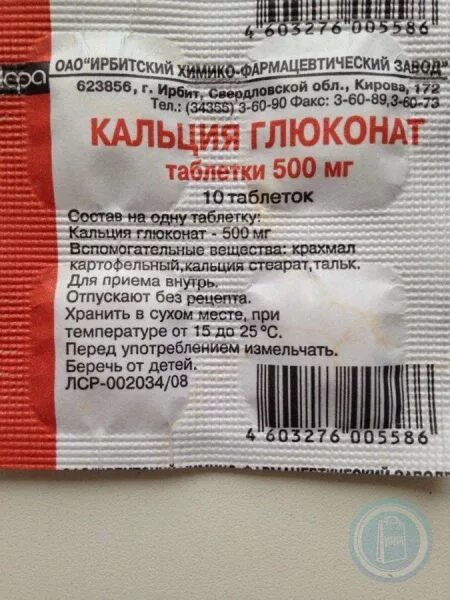 4 603276 005586
ОАО"ИРБИТСКИЙ ХИМИКО-ФАРМАЦЕВТИЧЕСКИЙ ЗАВОД"
623856, г. Ирбит, Свердловской обл., Кирова, 172
Тел.: (34355) 3-60-90 Факс: 3-60-89,3-60-73
КАЛЬЦИЯ ГЛЮКОНАТ
таблетки 500 мг
10 таблеток
Состав на одну таблетку:
Кальция глюконат - 500 мг
Вспомогательные вещества: крахмал
картофельный,кальция стеарат,тальк.
Для приема внутрь.
Отпускают без рецепта.
Хранить в сухом месте, при
температуре от 15 до 25°С.
Перед употреблением измельчать.
Беречь от детей.
ЛСР-002034/08
4 603276 005586